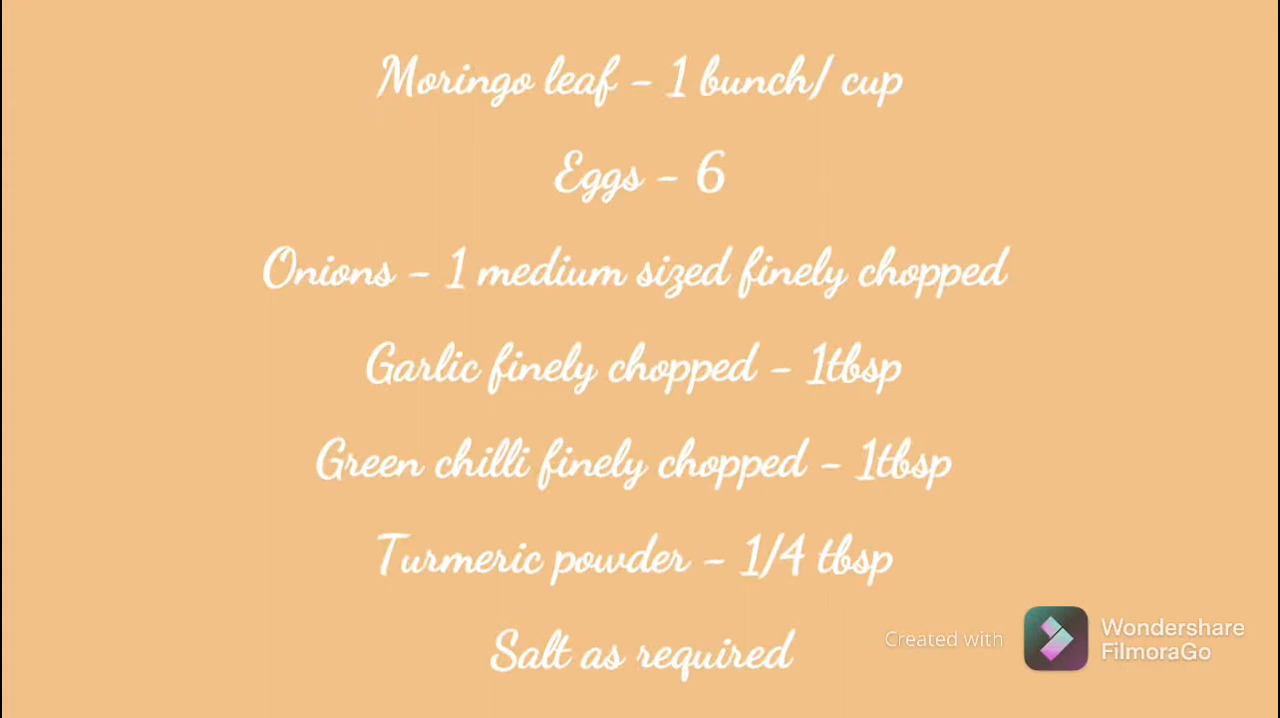 Moringo leaf - 1 bunch/ cup
Eggs - 6
Onions - 1 medium sized finely chopped
Garlic finely chopped - 1tbsp
Green chilli finely chopped - 1tbsp
Turmeric powder - 1/4 tbsp
Salt as required
Created with
Wondershare
FilmoraGo